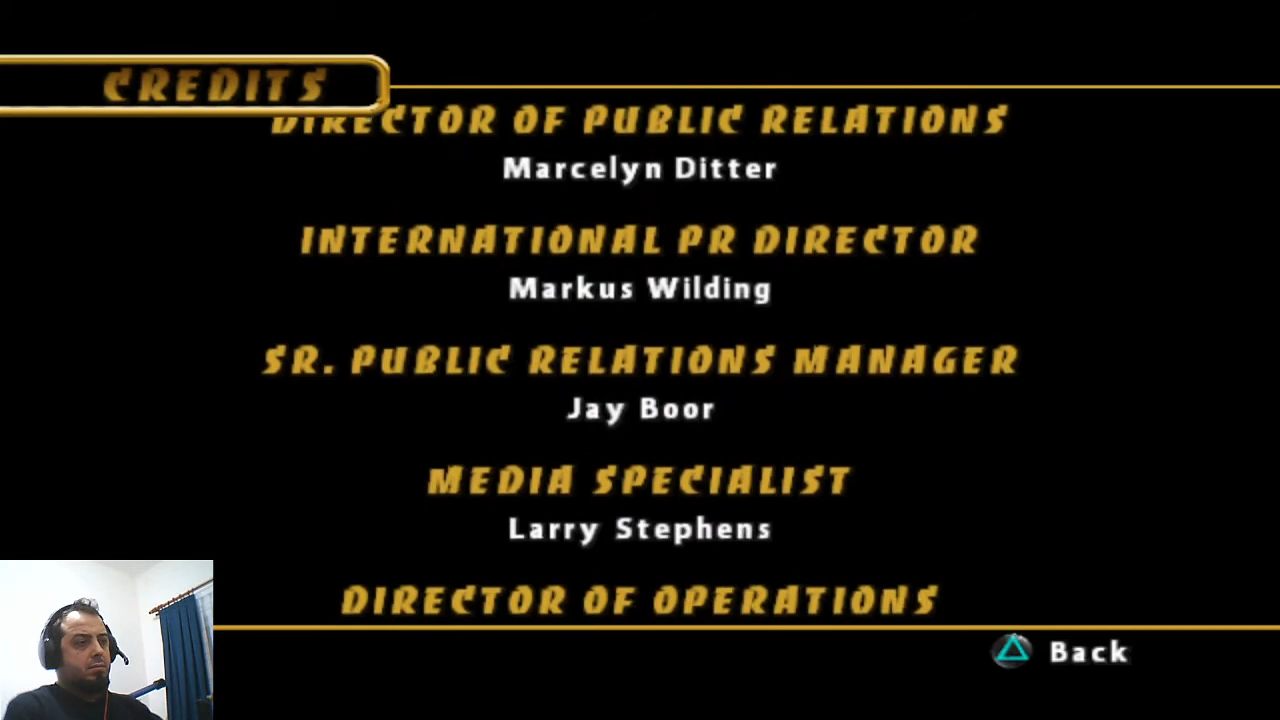 CREDITS
DIRECTOR OF PUBLIC RELATIONS
Marcelyn Ditter
INTERNATIONAL PR DIRECTOR
Markus Wilding
SR. PUBLIC RELATIONS MANAGER
Jay Boor
MEDIA SPECIALIST
Larry Stephens
DIRECTOR OF OPERATIONS
Back